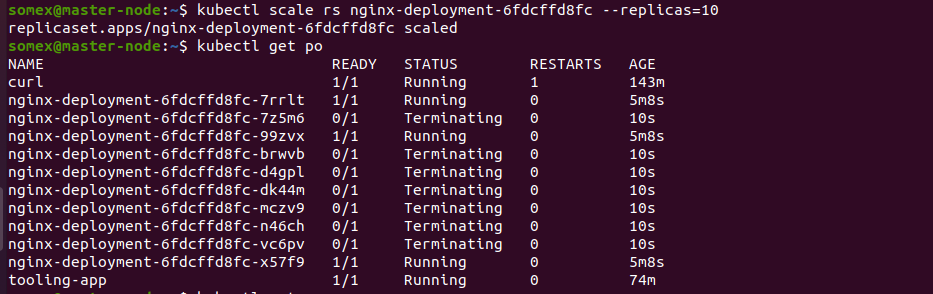 somex@master-node:~$ kubectl scale rs nginx-deployment-6fdcffd8fc --replicas=10
replicaset.apps/nginx-deployment-6fdcffd8fc scaled
somex@master-node:~$ kubectl get po
NAME READY STATUS RESTARTS AGE
curl 1/1 Running 1 143m
nginx-deployment-6fdcffd8fc-7rrlt 1/1 Running 0 5m8s
nginx-deployment-6fdcffd8fc-7z5m6 0/1 Terminating 0 10s
nginx-deployment-6fdcffd8fc-99zvx 1/1 Running 0 5m8s
nginx-deployment-6fdcffd8fc-brwvb 0/1 Terminating 0 10s
nginx-deployment-6fdcffd8fc-d4gpl 0/1 Terminating 0 10s
nginx-deployment-6fdcffd8fc-dk44m 0/1 Terminating 0 10s
nginx-deployment-6fdcffd8fc-mczv9 0/1 Terminating 0 10s
nginx-deployment-6fdcffd8fc-n46ch 0/1 Terminating 0 10s
nginx-deployment-6fdcffd8fc-vc6pv 0/1 Terminating 0 10s
nginx-deployment-6fdcffd8fc-x57f9 1/1 Running 0 5m8s
tooling-app 1/1 Running 0 74m